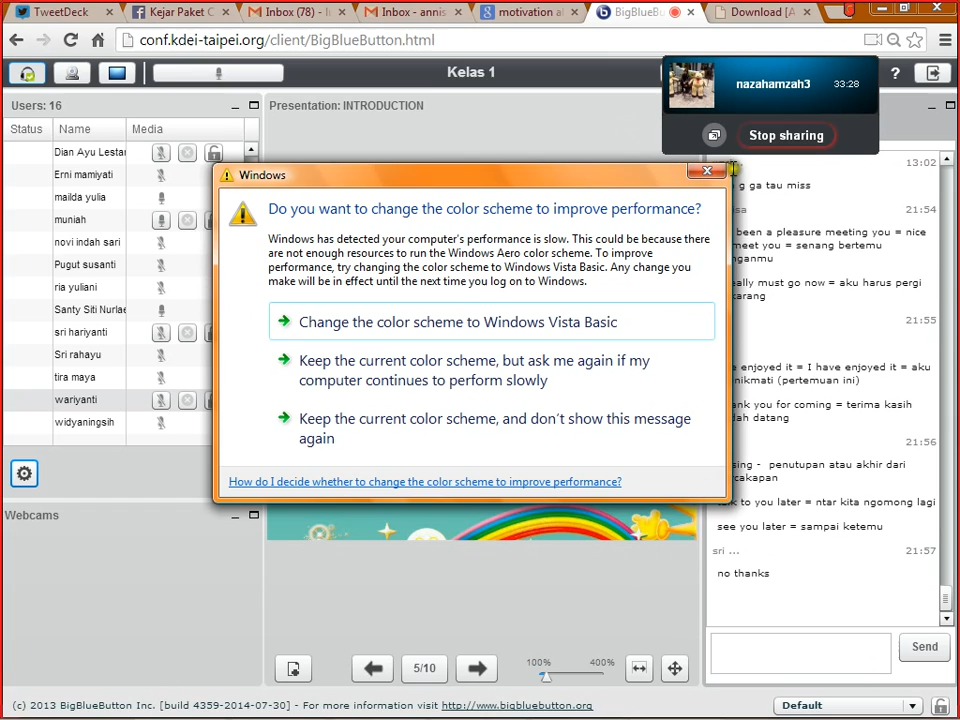 TweetDeck
Kejar Paket C
Inbox (78) -
Inbox - annis
motivation al
BigBlueBu
Download [A
conf.kdei-taipei.org/client/BigBlueButton.html
Kelas 1
nazahamzah3
33:28
Stop sharing
Users: 16
Status
Name
Media
Dian Ayu Lestar
Erni mamiyati
mailda yulia
muniah
novi indah sari
Pugut susanti
ria yuliani
Santy Siti Nurlae
sri hariyanti
Sri rahayu
tira maya
wariyanti
widyaningsih
Webcams
Presentation: INTRODUCTION
Windows
Do you want to change the color scheme to improve performance?
Windows has detected your computer's performance is slow. This could be because there
are not enough resources to run the Windows Aero color scheme. To improve
performance, try changing the color scheme to Windows Vista Basic. Any change you
make will be in effect until the next time you log on to Windows.
Change the color scheme to Windows Vista Basic
Keep the current color scheme, but ask me again if my
computer continues to perform slowly
Keep the current color scheme, and don't show this message
again
How do I decide whether to change the color scheme to improve performance?
5/10
100%
400%
13:02
g ga tau miss
21:54
been a pleasure meeting you = nice
meet you = senang bertemu
must go now = aku harus pergi
21:55
enjoyed it = I have enjoyed it = aku
nikmati (pertemuan ini)
you for coming = terima kasih
datang
21:56
penutupan atau akhir dari
to you later = ntar kita ngomong lagi
see you later = sampai ketemu
sri ...
21:57
no thanks
Send
(c) 2013 BigBlueButton Inc. [build 4359-2014-07-30] - For more information visit http://www.bigbluebutton.org
Default